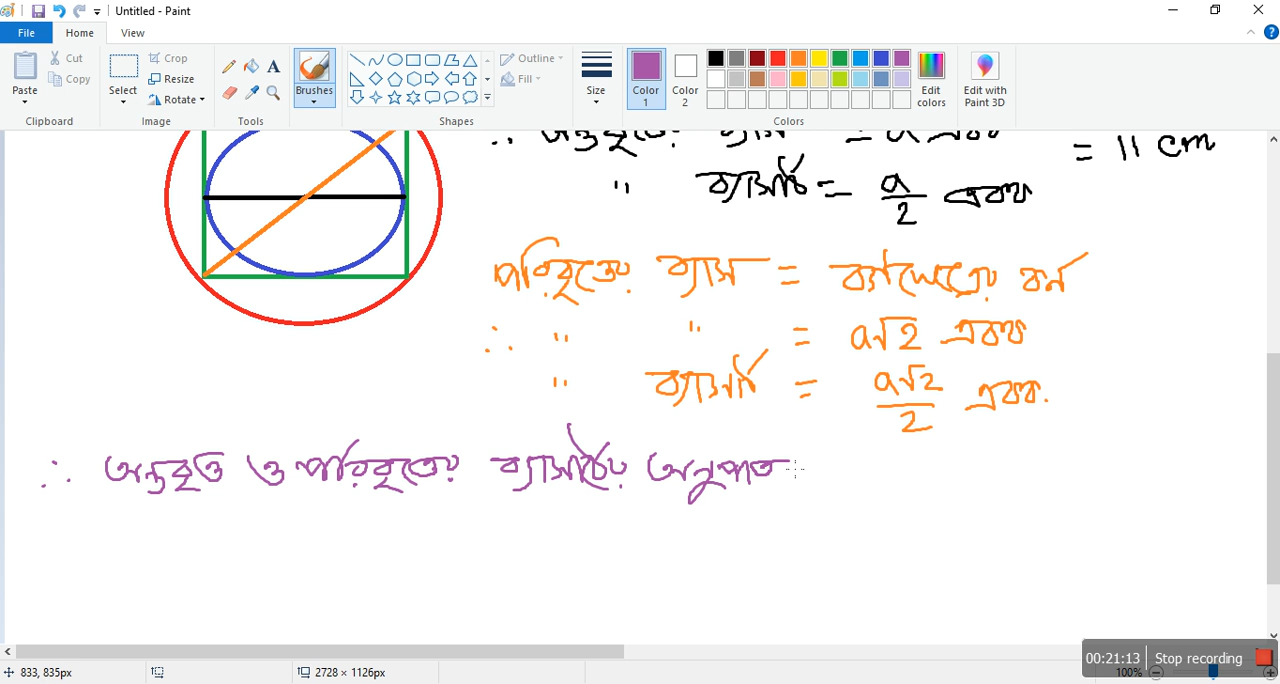 Untitled - Paint
File Home View
Paste Cut Copy Clipboard
Select Crop Resize Rotate Image
Tools
Brushes
Shapes Outline Fill
Size
Color 1 Color 2 Colors
Edit colors
Edit with Paint 3D
∴ অন্তবৃত্তের ব্যাস = a একক
= 11 cm
" ব্যাসার্ধ = a/2 একক
পরিবৃত্তের ব্যাস = বর্গক্ষেত্রের কর্ণ
∴ " " = a√2 একক
" ব্যাসার্ধ = a√2/2 একক
∴ অন্তবৃত্ত ও পরিবৃত্তের ব্যাসার্ধের অনুপাত
00:21:13 Stop recording
833, 835px 2728 × 1126px 100%